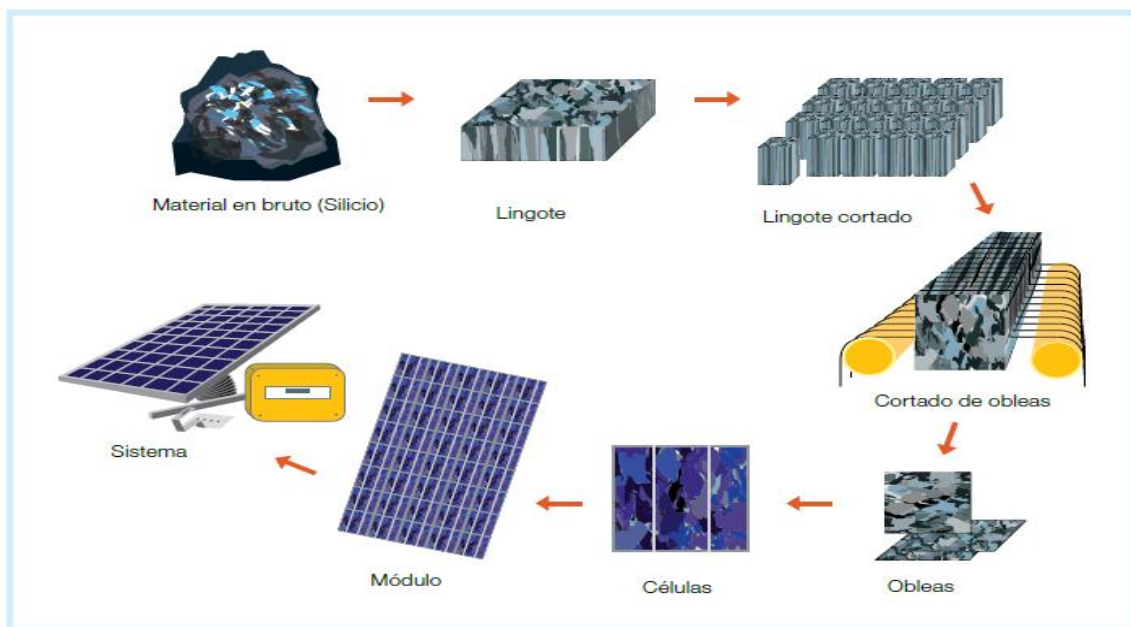 Material en bruto (Silicio)
Lingote
Lingote cortado
Cortado de obleas
Obleas
Células
Módulo
Sistema